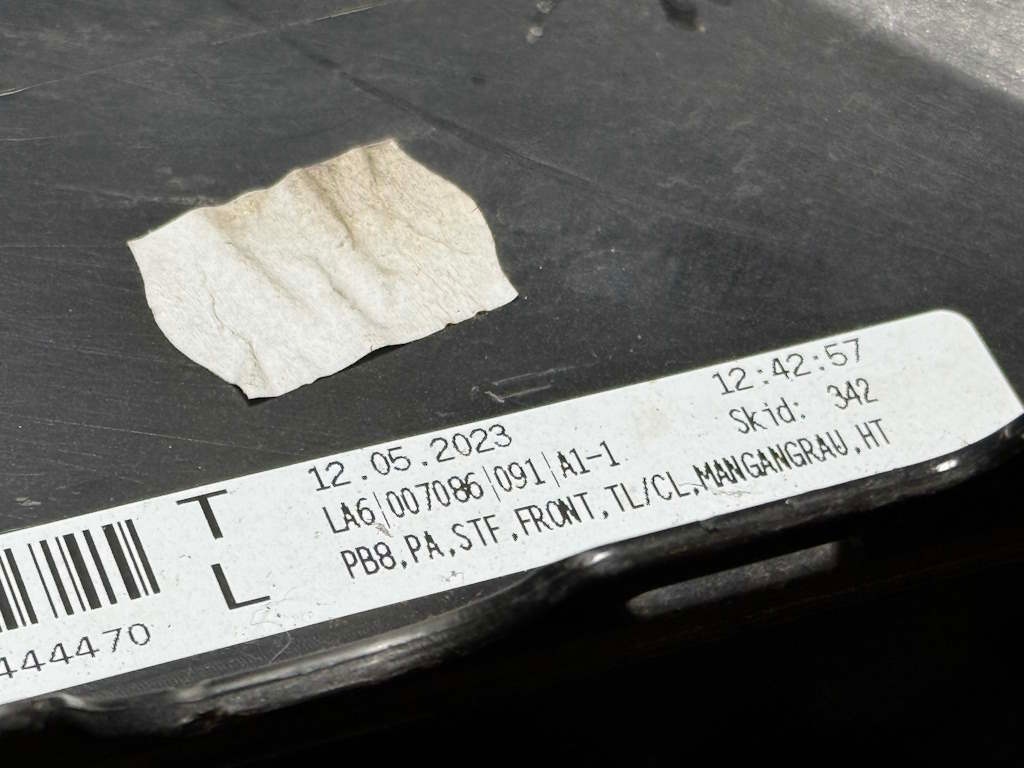 12.05.2023 12:42:57
LA6|007086|091|A1-1 Skid: 342
PB8,PA,STF,FRONT,TL/CL,MANGANGRAU,HT
T
L
444470